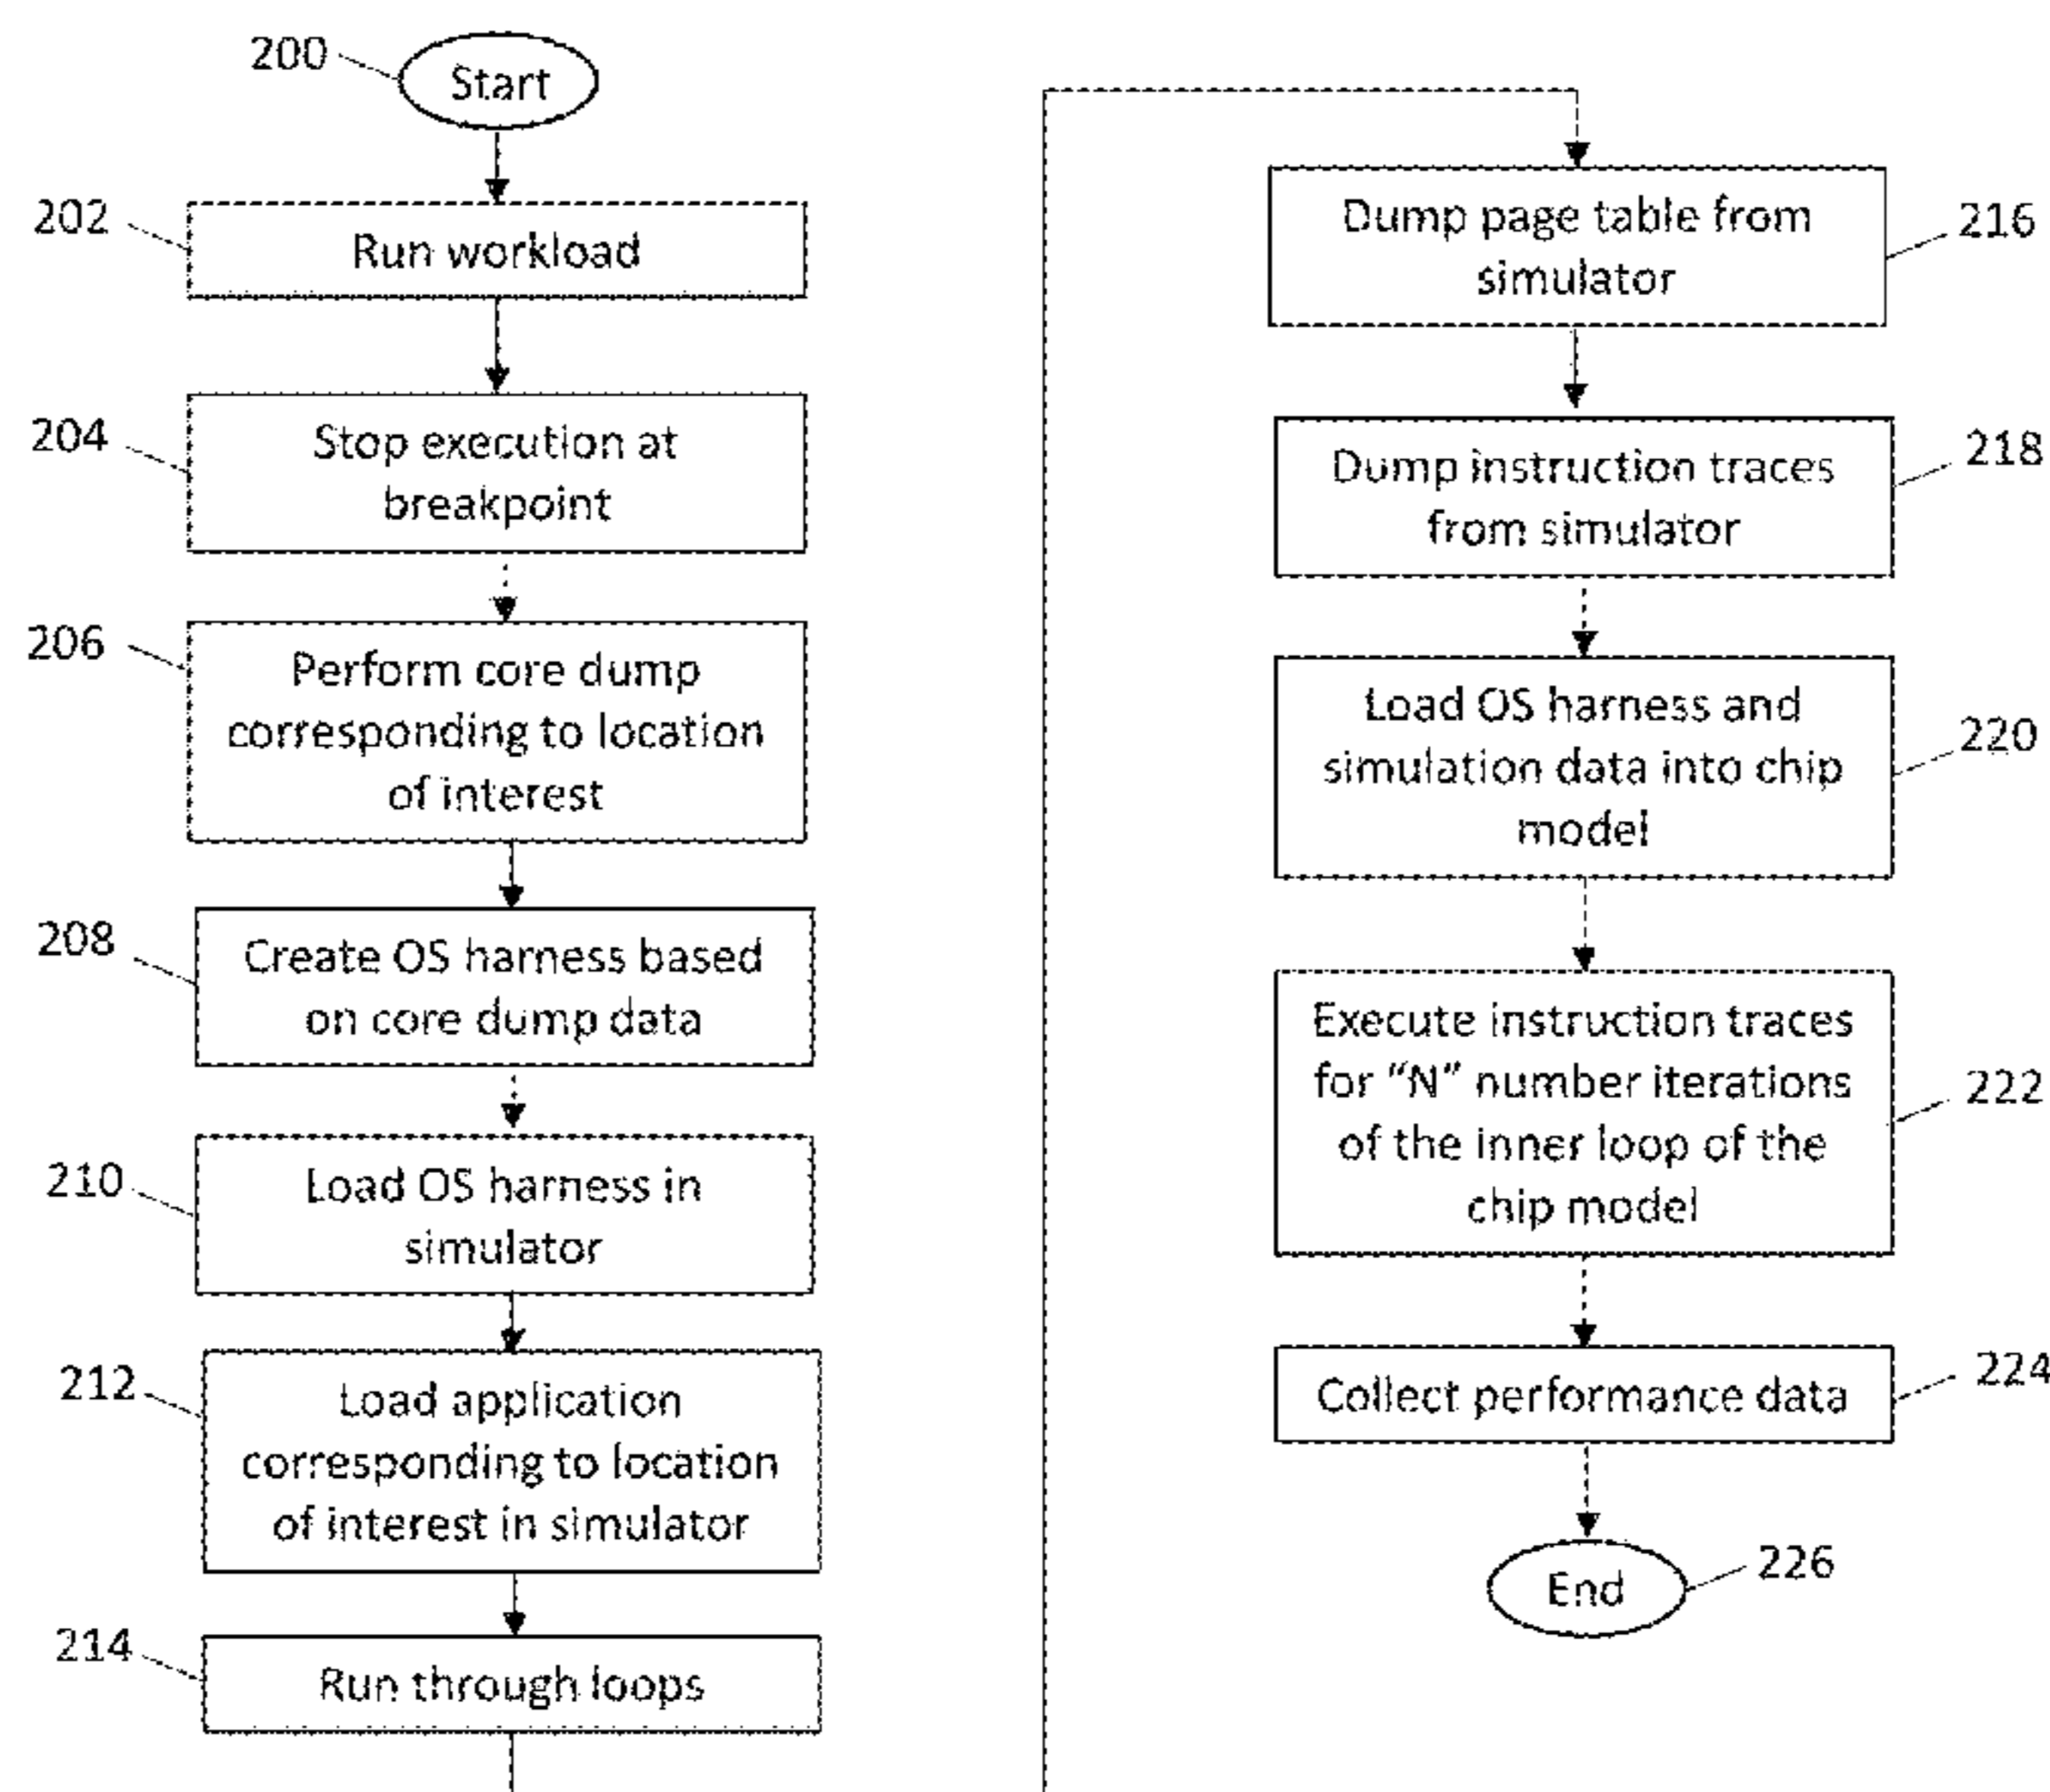 200
Start
202
Run workload
204
Stop execution at
breakpoint
206
Perform core dump
corresponding to location
of interest
208
Create OS harness based
on core dump data
210
Load OS harness in
simulator
212
Load application
corresponding to location
of interest in simulator
214
Run through loops
Dump page table from
simulator
216
Dump instruction traces
from simulator
218
Load OS harness and
simulation data into chip
model
220
Execute instruction traces
for “N” number iterations
of the inner loop of the
chip model
222
Collect performance data
224
End
226